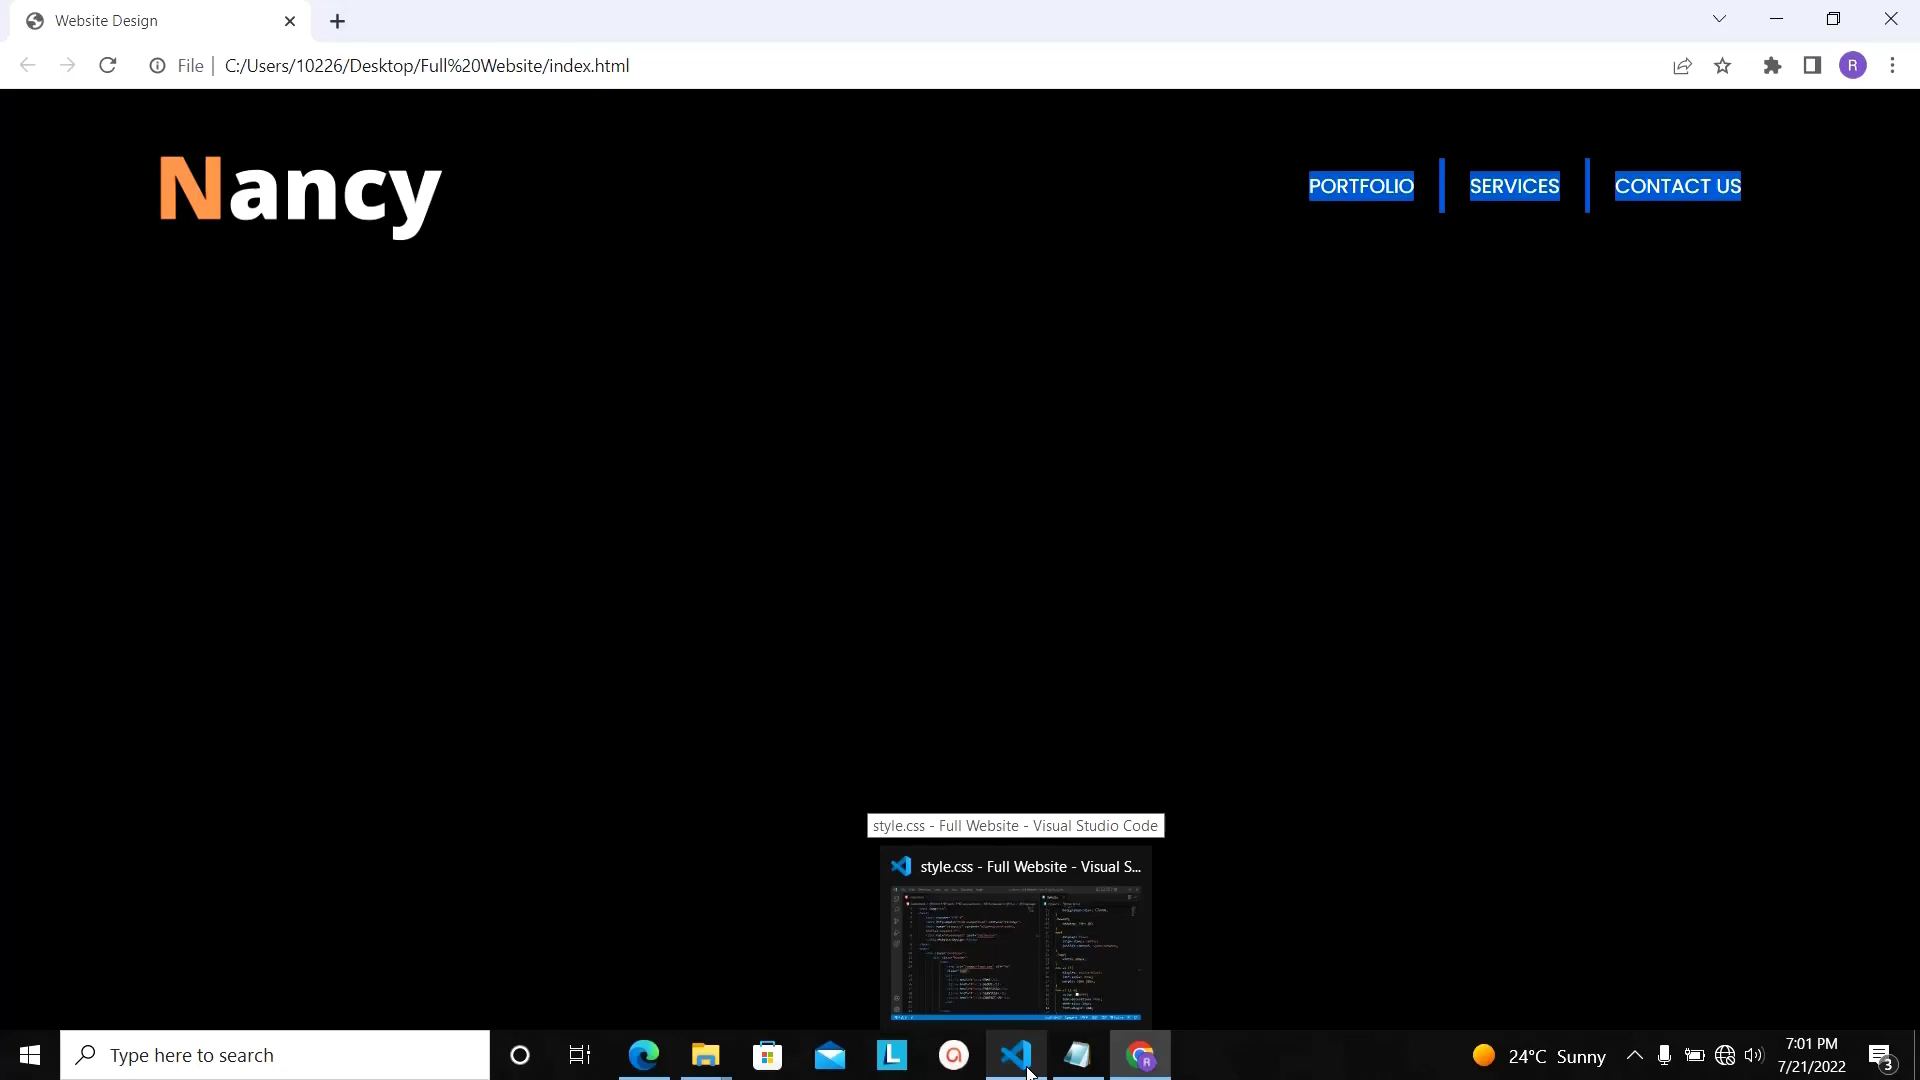 Website Design
File
C:/Users/10226/Desktop/Full%20Website/index.html
R
Nancy
PORTFOLIO
SERVICES
CONTACT US
style.css - Full Website - Visual Studio Code
style.css - Full Website - Visual S...
Type here to search
L
a
R
24°C Sunny
7:01 PM
7/21/2022
3